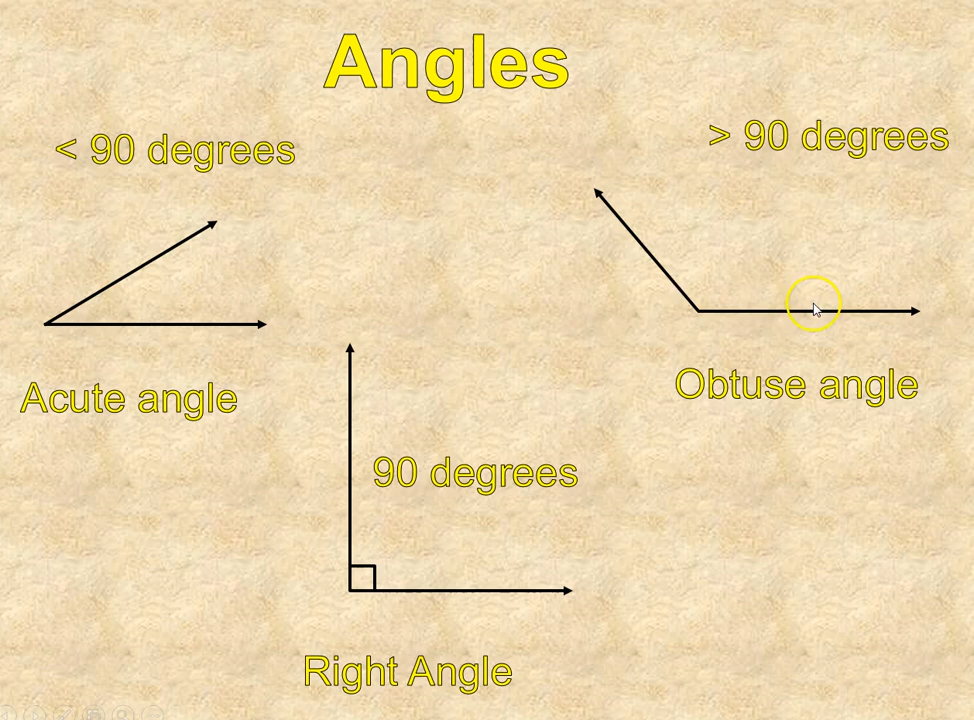 Angles
< 90 degrees
> 90 degrees
Acute angle
Obtuse angle
90 degrees
Right Angle